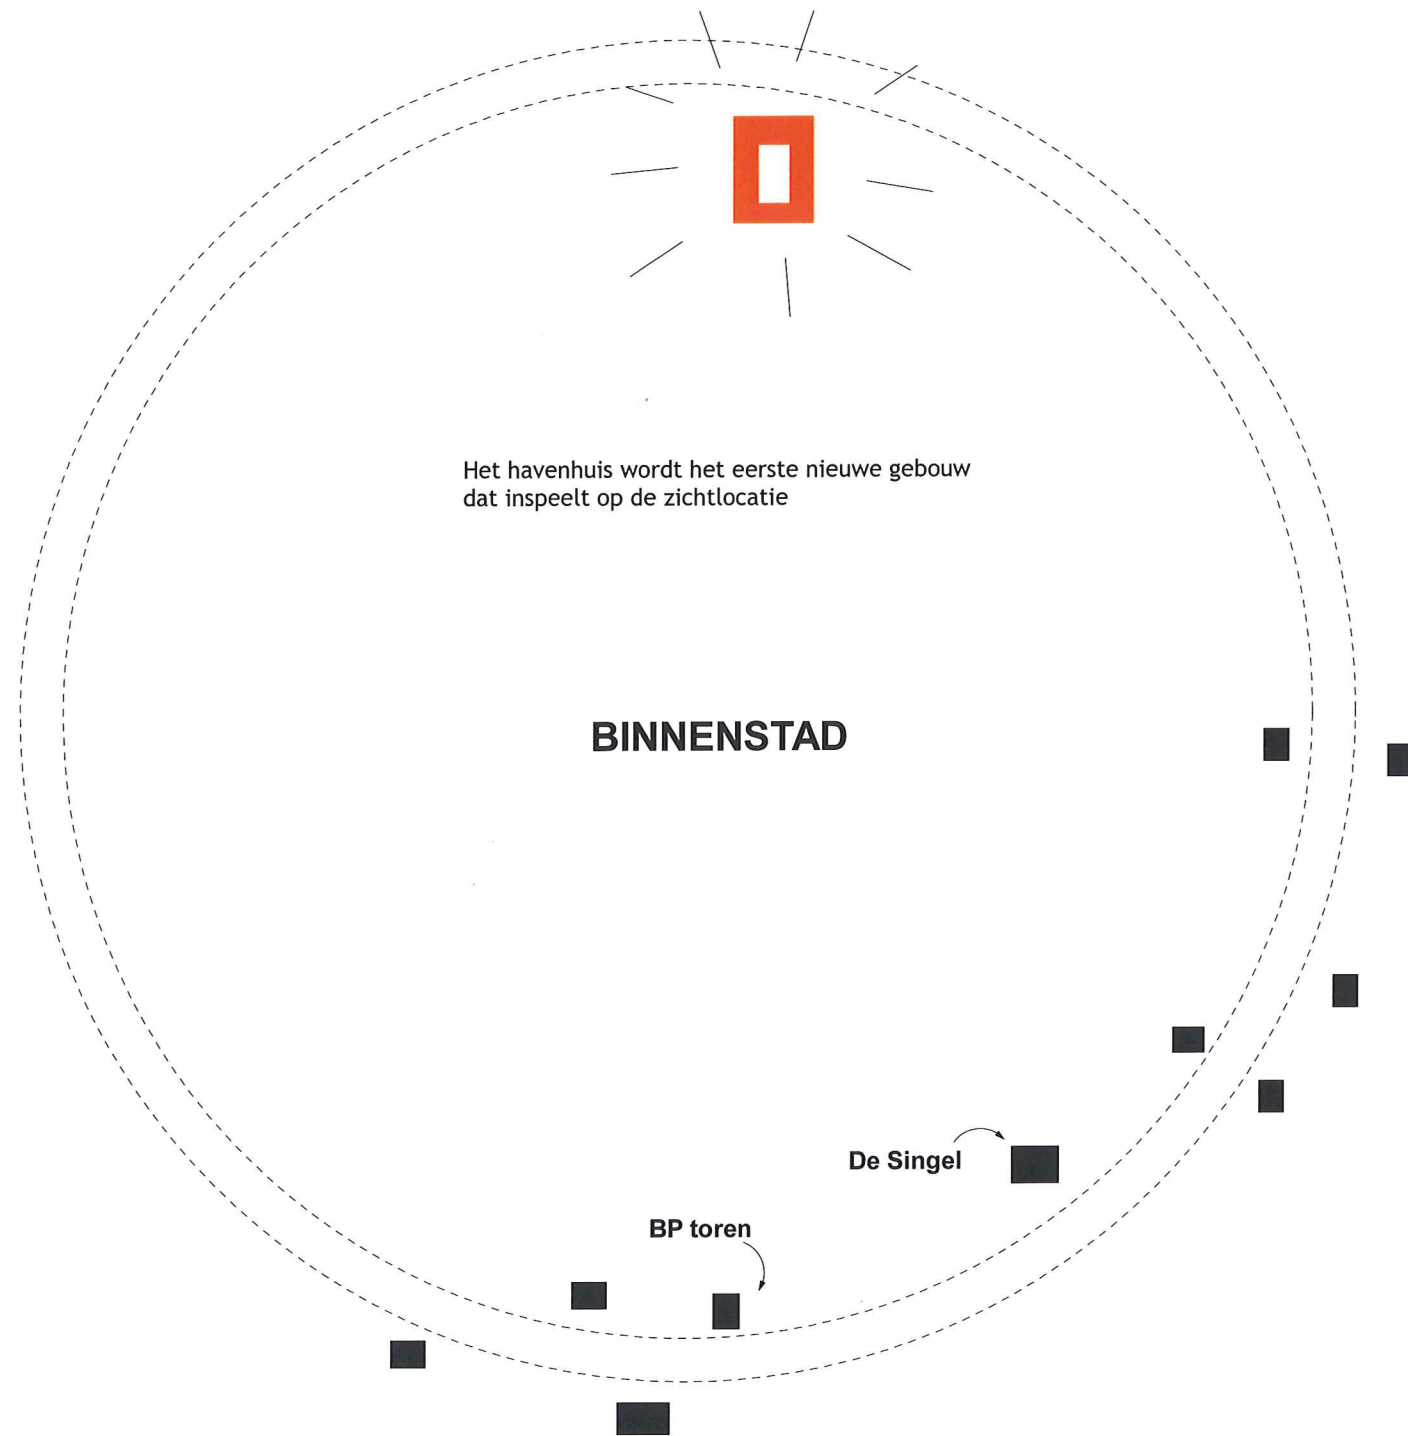 Het havenhuis wordt het eerste nieuwe gebouw
dat inspeelt op de zichtlocatie
BINNENSTAD
De Singel
BP toren